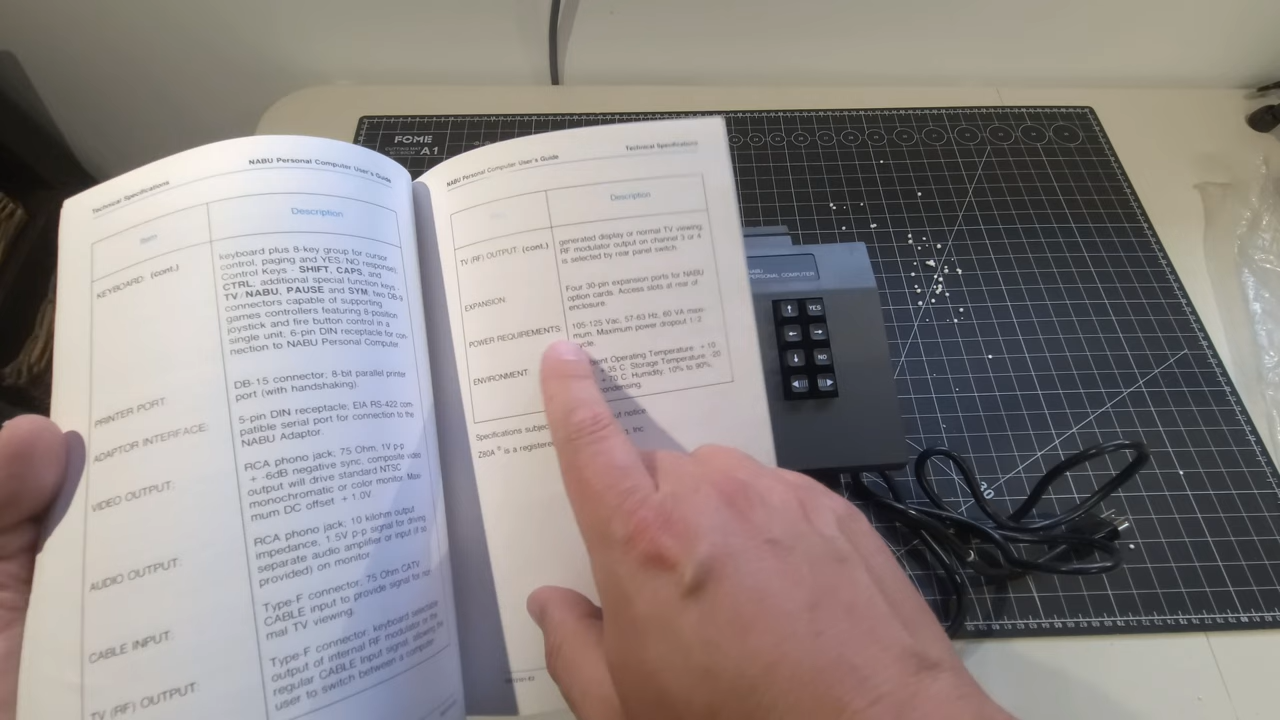 FOME
CUTTING MAT
A1
NABU Personal Computer User's Guide
Technical Specifications
Item
Description
KEYBOARD: (cont.)
keyboard plus 8-key group for cursor
control, paging and YES/NO response;
Control Keys - SHIFT, CAPS, and
CTRL, additional special function keys -
TV/NABU, PAUSE and SYM; two DB-9
connectors capable of supporting
games controllers featuring 8-position
joystick and fire button control in a
single unit; 6-pin DIN receptacle for con-
nection to NABU Personal Computer.
PRINTER PORT:
DB-15 connector; 8-bit parallel printer
port (with handshaking).
ADAPTOR INTERFACE:
5-pin DIN receptacle; EIA RS-422 com-
patible serial port for connection to the
NABU Adaptor.
VIDEO OUTPUT:
RCA phono jack; 75 Ohm, 1V p-p
+ -6dB negative sync, composite video
output will drive standard NTSC
monochromatic or color monitor. Maxi
mum DC offset + 1.0V.
AUDIO OUTPUT:
RCA phono jack; 10 kilohm output
impedance, 1.5V p-p signal for driving
separate audio amplifier or input (if so
provided) on monitor.
CABLE INPUT:
Type-F connector; 75 Ohm CATV
CABLE input to provide signal for nor-
mal TV viewing.
TV (RF) OUTPUT:
Type-F connector; keyboard selectable
output of internal RF modulator or the
regular CABLE Input signal, allowing the
user to switch between a computer
NABU Personal Computer User's Guide
Technical Specifications
Description
TV (RF) OUTPUT: (cont.)
generated display or normal TV viewing.
RF modulator output on channel 3 or 4
is selected by rear panel switch.
EXPANSION:
Four 30-pin expansion ports for NABU
option cards. Access slots at rear of
enclosure.
POWER REQUIREMENTS:
105-125 Vac, 57-63 Hz, 60 VA maxi-
mum. Maximum power dropout 1/2
cycle.
ENVIRONMENT:
ent Operating Temperature: + 10
+ 35 C. Storage Temperature: -20
+ 70 C. Humidity: 10% to 90%,
condensing.
Specifications subject
ut notice
Z80A ® is a registere
Inc
NABU
PERSONAL COMPUTER
YES
NO
30